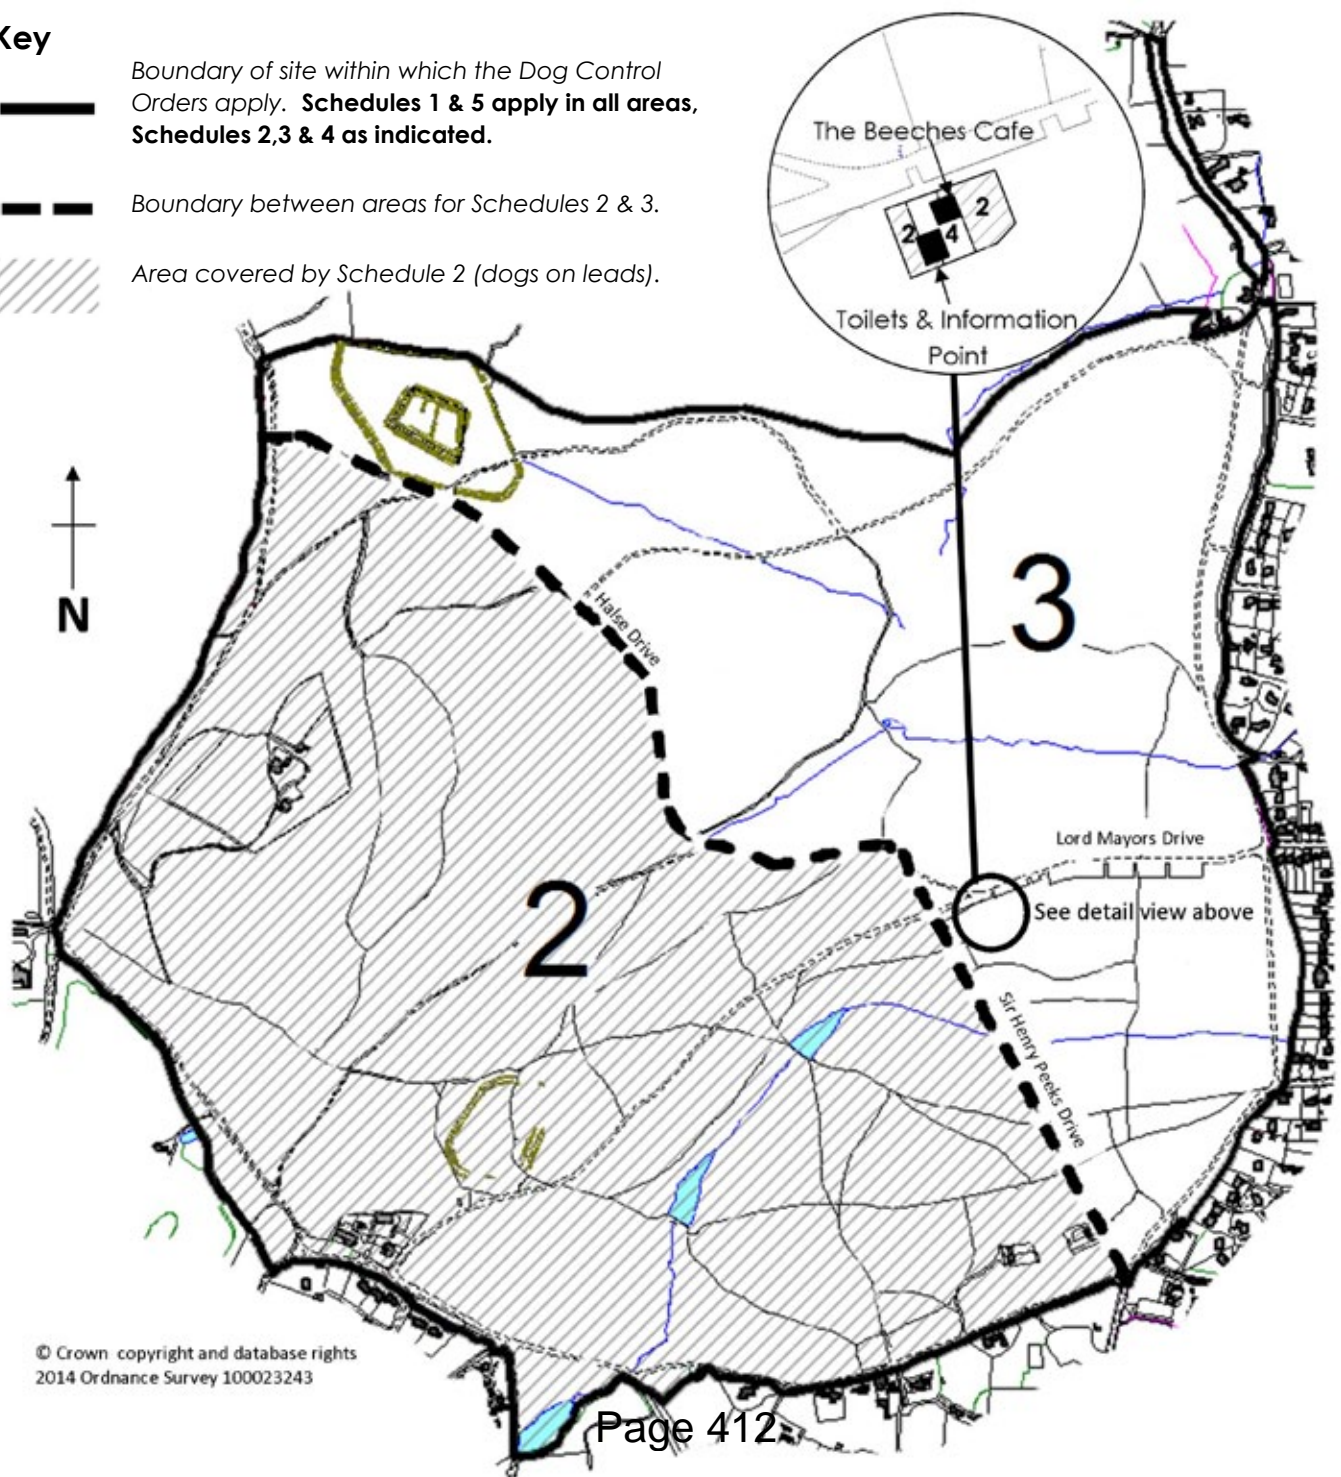 Key
Boundary of site within which the Dog Control
Orders apply. Schedules 1 & 5 apply in all areas,
Schedules 2,3 & 4 as indicated.
Boundary between areas for Schedules 2 & 3.
Area covered by Schedule 2 (dogs on leads).
The Beeches Cafe
2
2
4
Toilets & Information
Point
N
Halse Drive
3
Lord Mayors Drive
2
See detail view above
Sir Henry Peeks Drive
© Crown copyright and database rights
2014 Ordnance Survey 100023243
Page 412